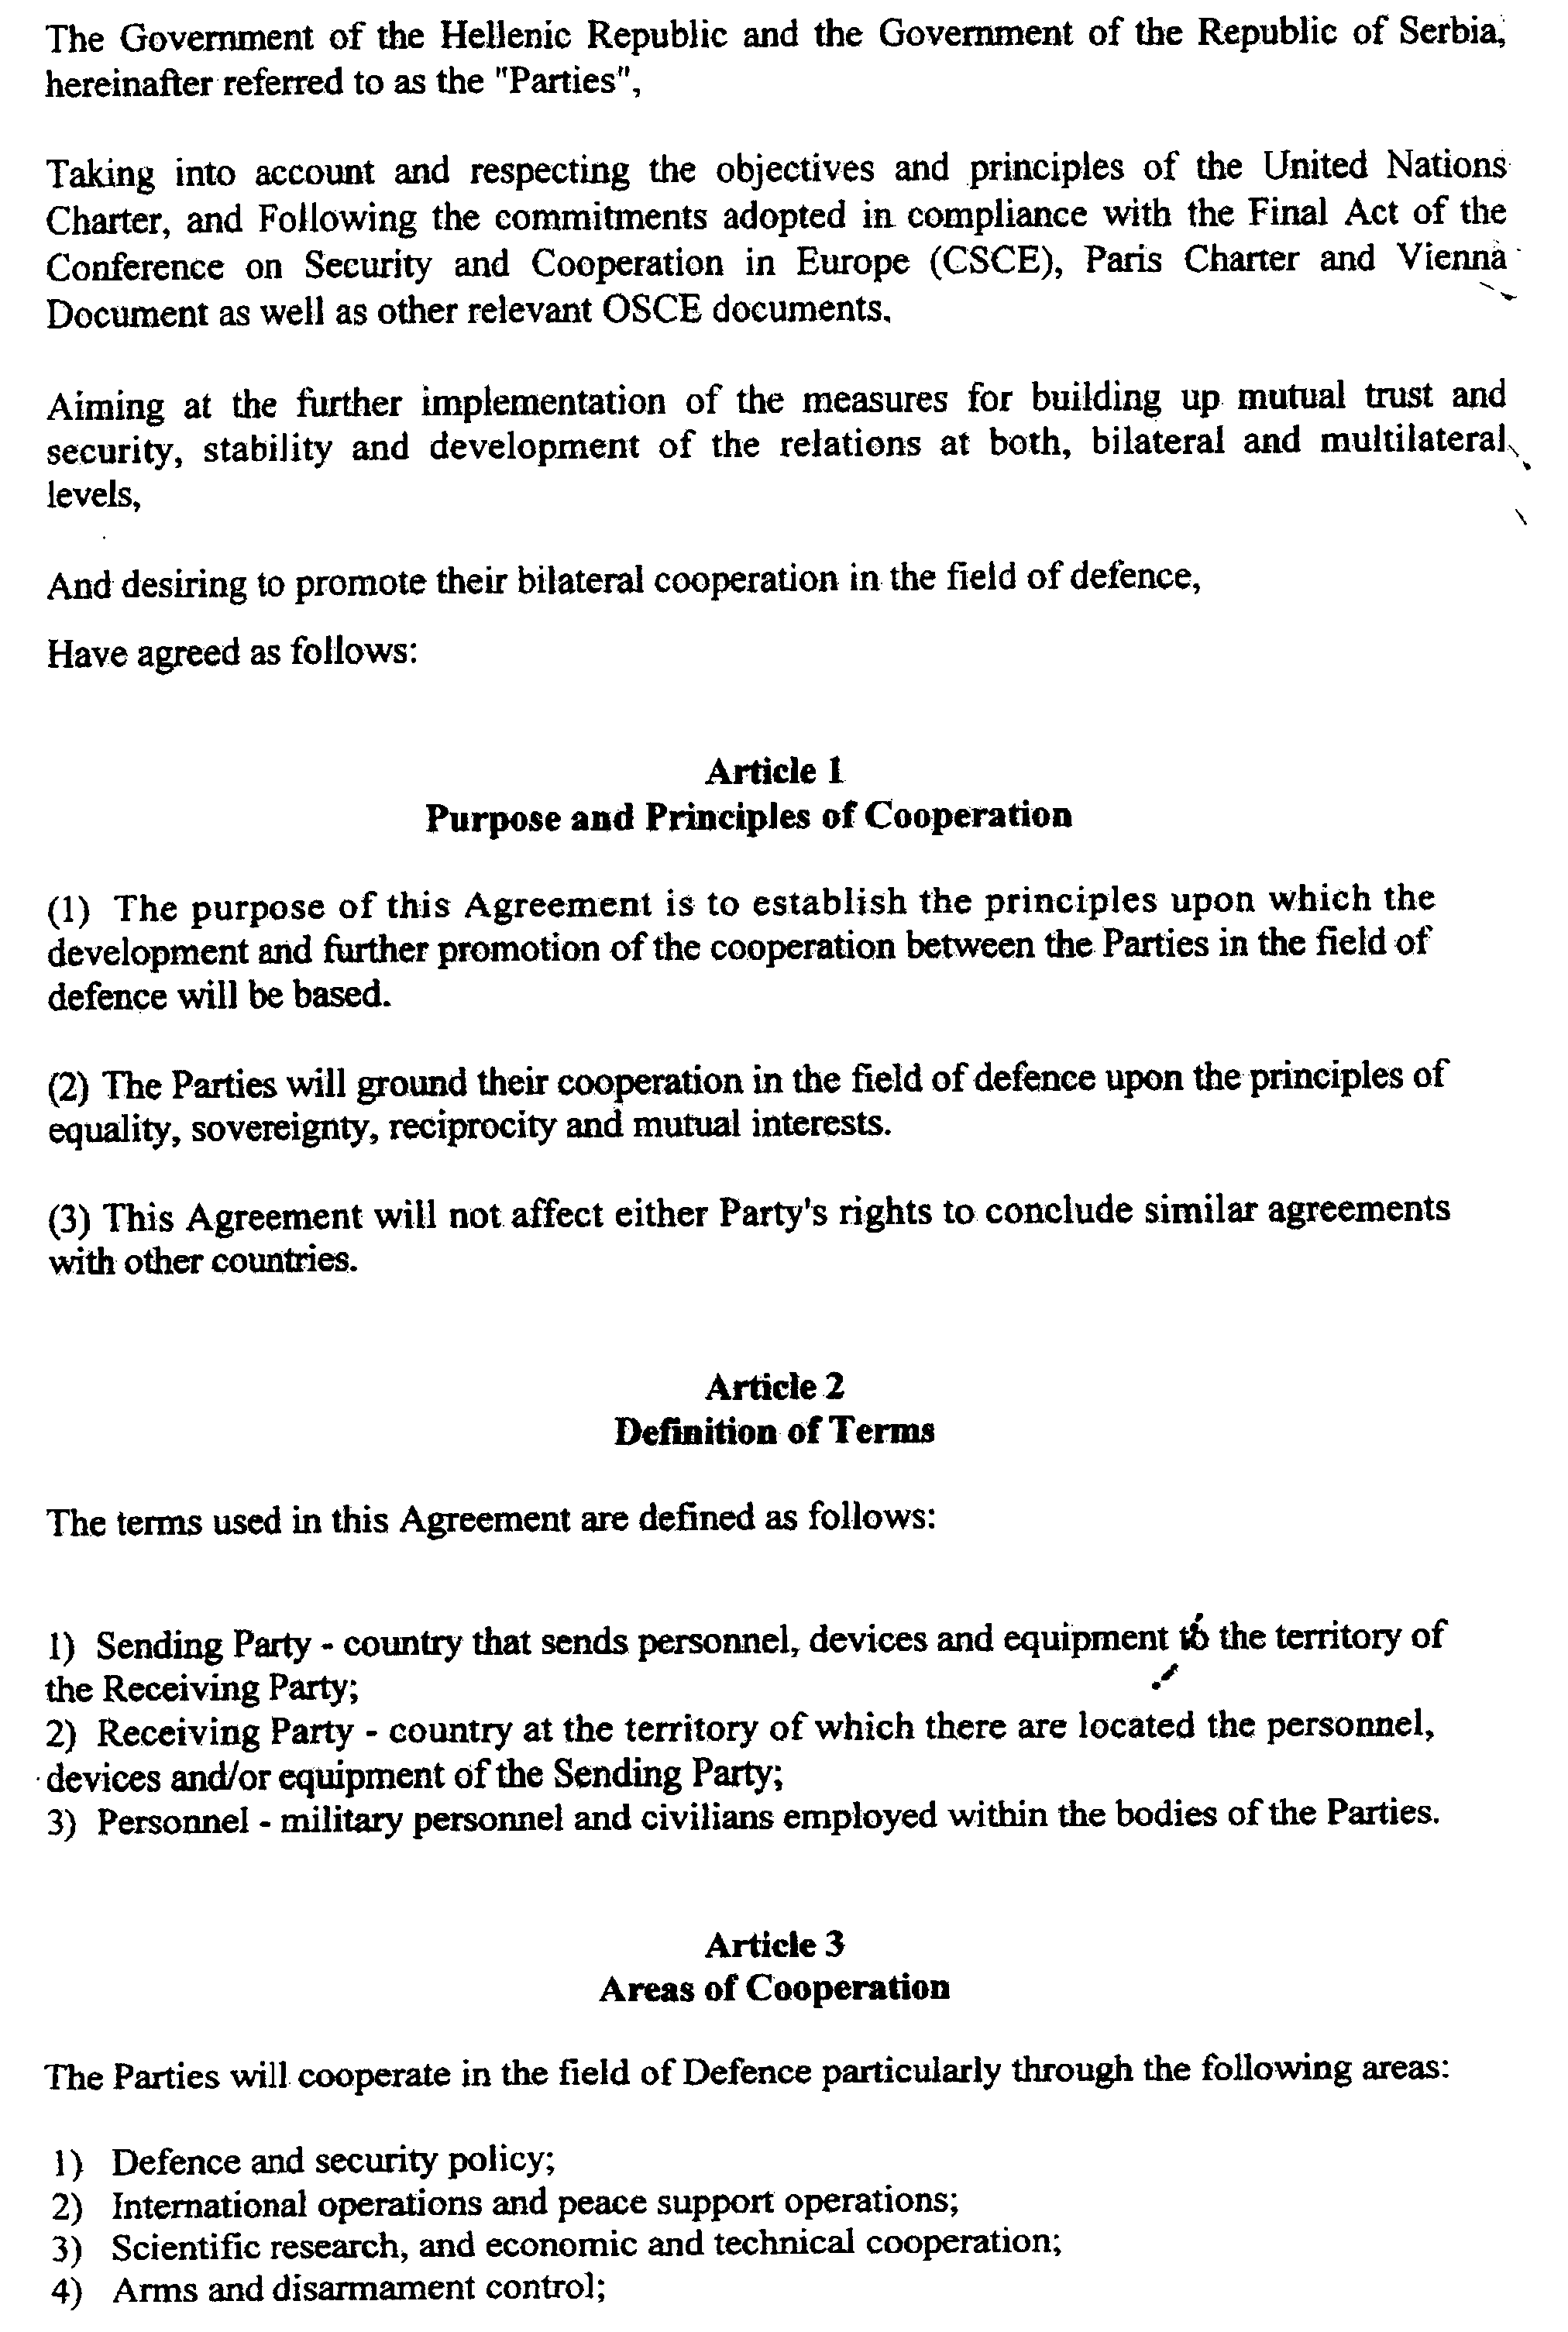 The Government of the Hellenic Republic and the Government of the Republic of Serbia,
hereinafter referred to as the "Parties",
Taking into account and respecting the objectives and principles of the United Nations
Charter, and Following the commitments adopted in compliance with the Final Act of the
Conference on Security and Cooperation in Europe (CSCE), Paris Charter and Vienna
Document as well as other relevant OSCE documents.
Aiming at the further implementation of the measures for building up mutual trust and
security, stability and development of the relations at both, bilateral and multilateral
levels,
And desiring to promote their bilateral cooperation in the field of defence,
Have agreed as follows:
Article 1
Purpose and Principles of Cooperation
(1) The purpose of this Agreement is to establish the principles upon which the
development and further promotion of the cooperation between the Parties in the field of
defence will be based.
(2) The Parties will ground their cooperation in the field of defence upon the principles of
equality, sovereignty, reciprocity and mutual interests.
(3) This Agreement will not affect either Party's rights to conclude similar agreements
with other countries.
Article 2
Definition of Terms
The terms used in this Agreement are defined as follows:
1) Sending Party - country that sends personnel, devices and equipment to the territory of
the Receiving Party;
2) Receiving Party - country at the territory of which there are located the personnel,
devices and/or equipment of the Sending Party;
3) Personnel - military personnel and civilians employed within the bodies of the Parties.
Article 3
Areas of Cooperation
The Parties will cooperate in the field of Defence particularly through the following areas:
1) Defence and security policy;
2) International operations and peace support operations;
3) Scientific research, and economic and technical cooperation;
4) Arms and disarmament control;